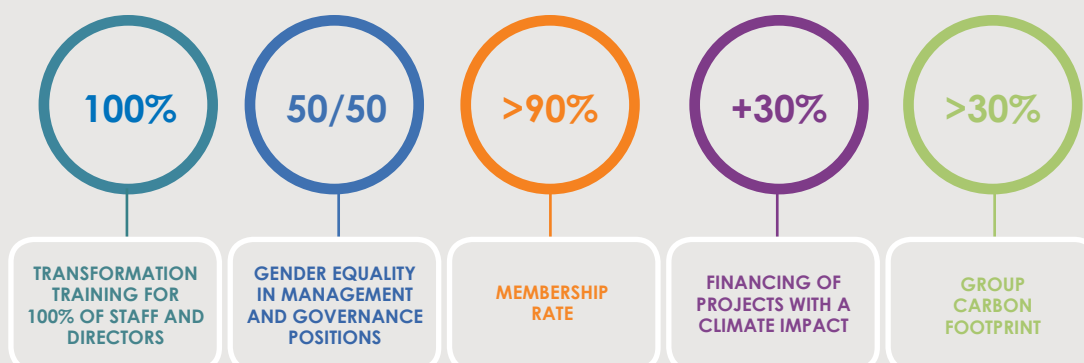 100%
50/50
>90%
+30%
>30%
TRANSFORMATION
TRAINING FOR
100% OF STAFF AND
DIRECTORS
GENDER EQUALITY
IN MANAGEMENT
AND GOVERNANCE
POSITIONS
MEMBERSHIP
RATE
FINANCING OF
PROJECTS WITH A
CLIMATE IMPACT
GROUP
CARBON
FOOTPRINT